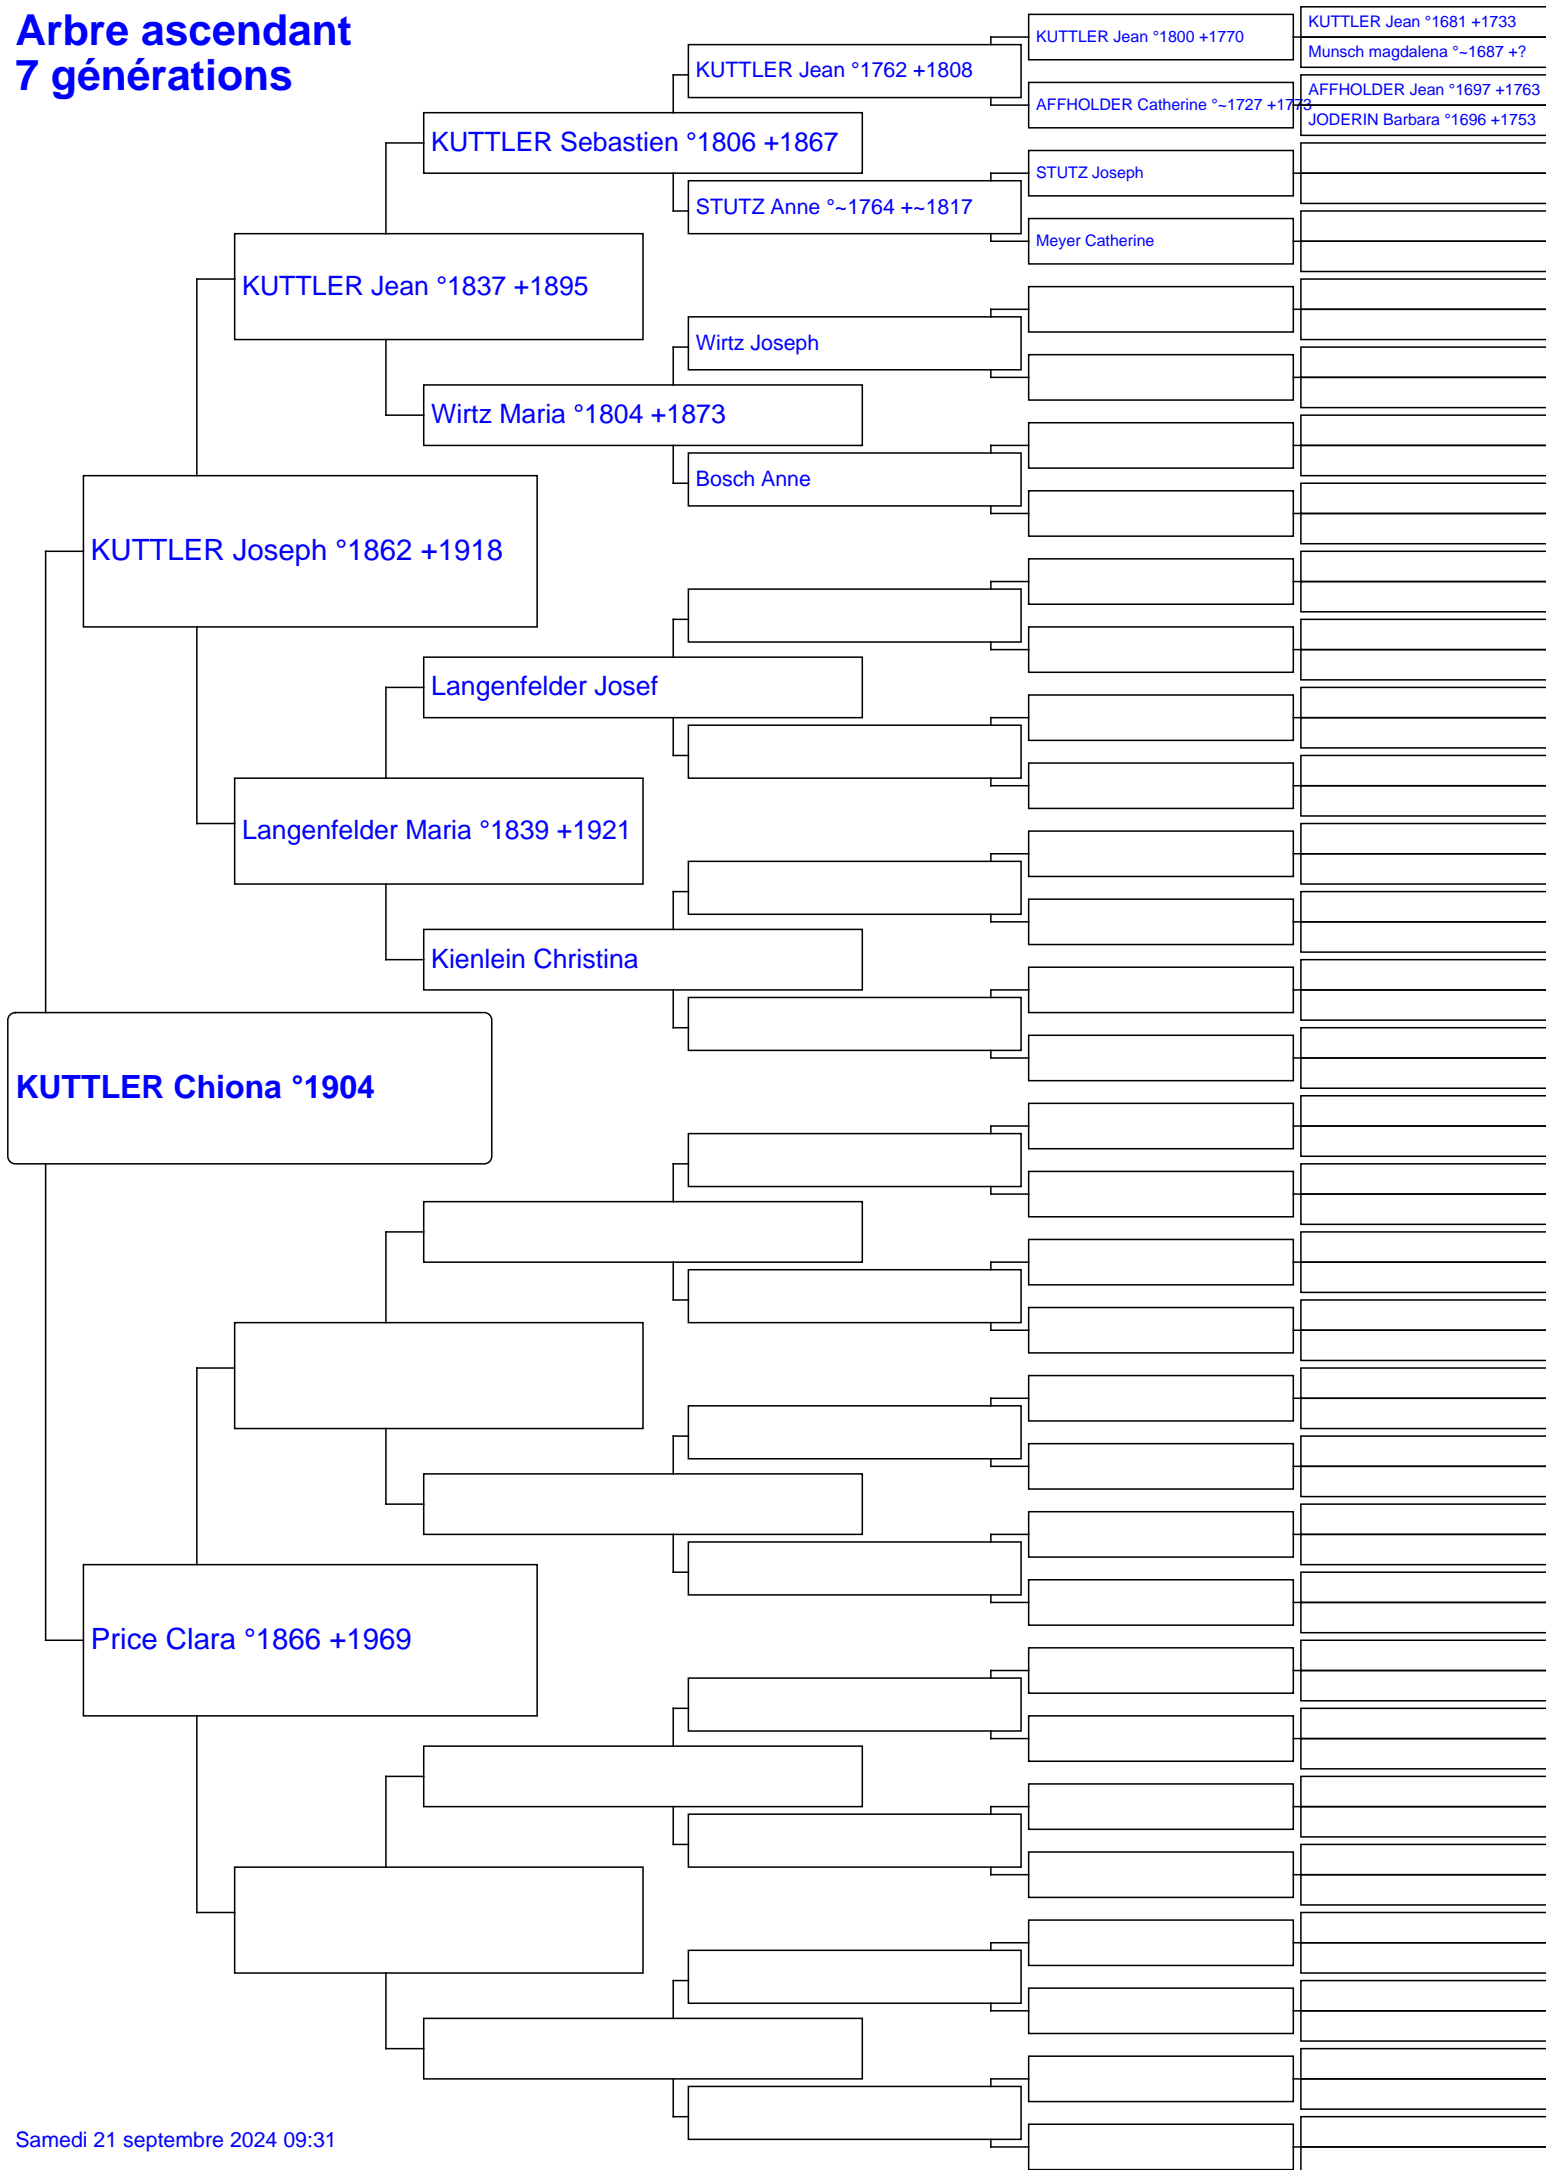 Arbre ascendant
7 générations
KUTTLER Jean °1681 +1733
KUTTLER Jean °1800 +1770
Munsch magdalena °~1687 +?
KUTTLER Jean °1762 +1808
AFFHOLDER Jean °1697 +1763
AFFHOLDER Catherine °~1727 +1773
JODERIN Barbara °1696 +1753
KUTTLER Sebastien °1806 +1867
STUTZ Joseph
STUTZ Anne °~1764 +~1817
Meyer Catherine
KUTTLER Jean °1837 +1895
Wirtz Joseph
Wirtz Maria °1804 +1873
Bosch Anne
KUTTLER Joseph °1862 +1918
Langenfelder Josef
Langenfelder Maria °1839 +1921
Kienlein Christina
KUTTLER Chiona °1904
Price Clara °1866 +1969
Samedi 21 septembre 2024 09:31